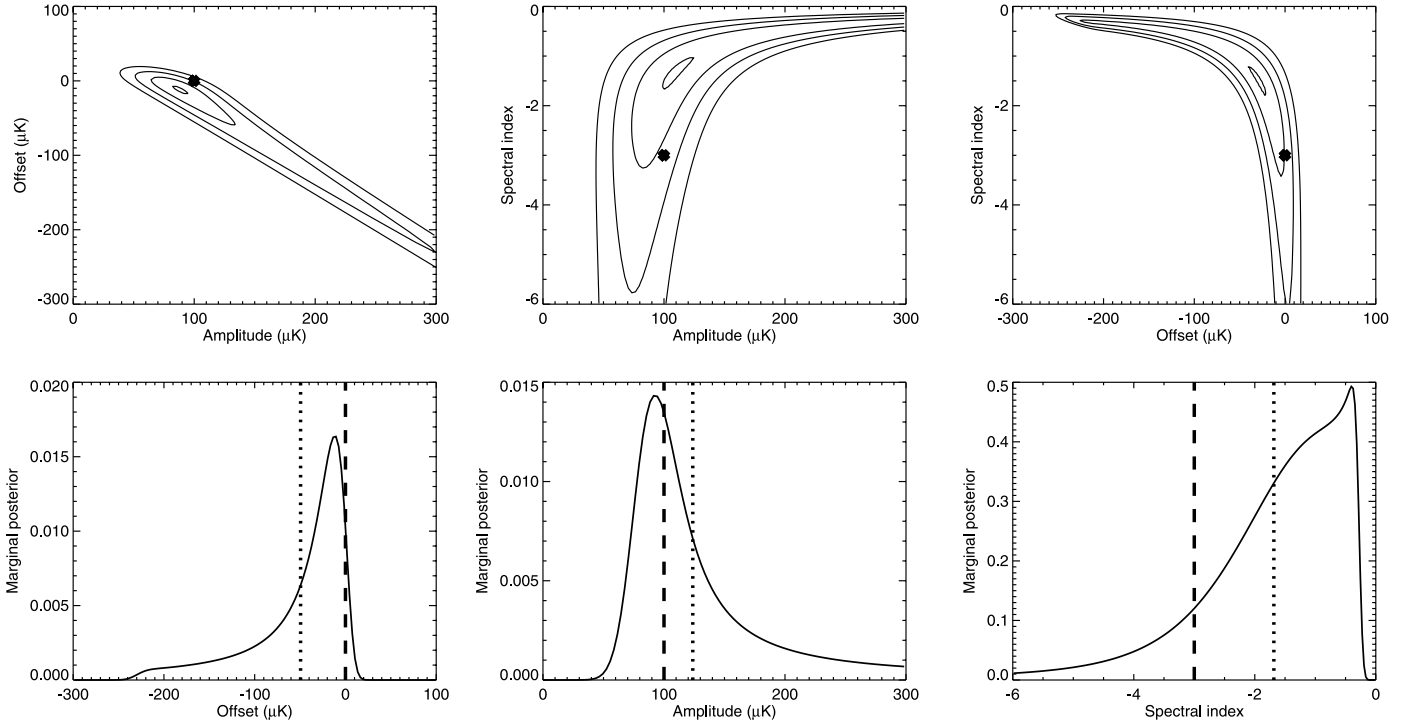 100
0
-100
-200
-300
Offset (μK)
0 100 200 300
Amplitude (μK)
0
-2
-4
-6
Spectral index
0 100 200 300
Amplitude (μK)
0
-2
-4
-6
Spectral index
-300 -200 -100 0 100
Offset (μK)
0.020
0.015
0.010
0.005
0.000
Marginal posterior
-300 -200 -100 0 100
Offset (μK)
0.015
0.010
0.005
0.000
Marginal posterior
0 100 200 300
Amplitude (μK)
0.5
0.4
0.3
0.2
0.1
0.0
Marginal posterior
-6 -4 -2 0
Spectral index